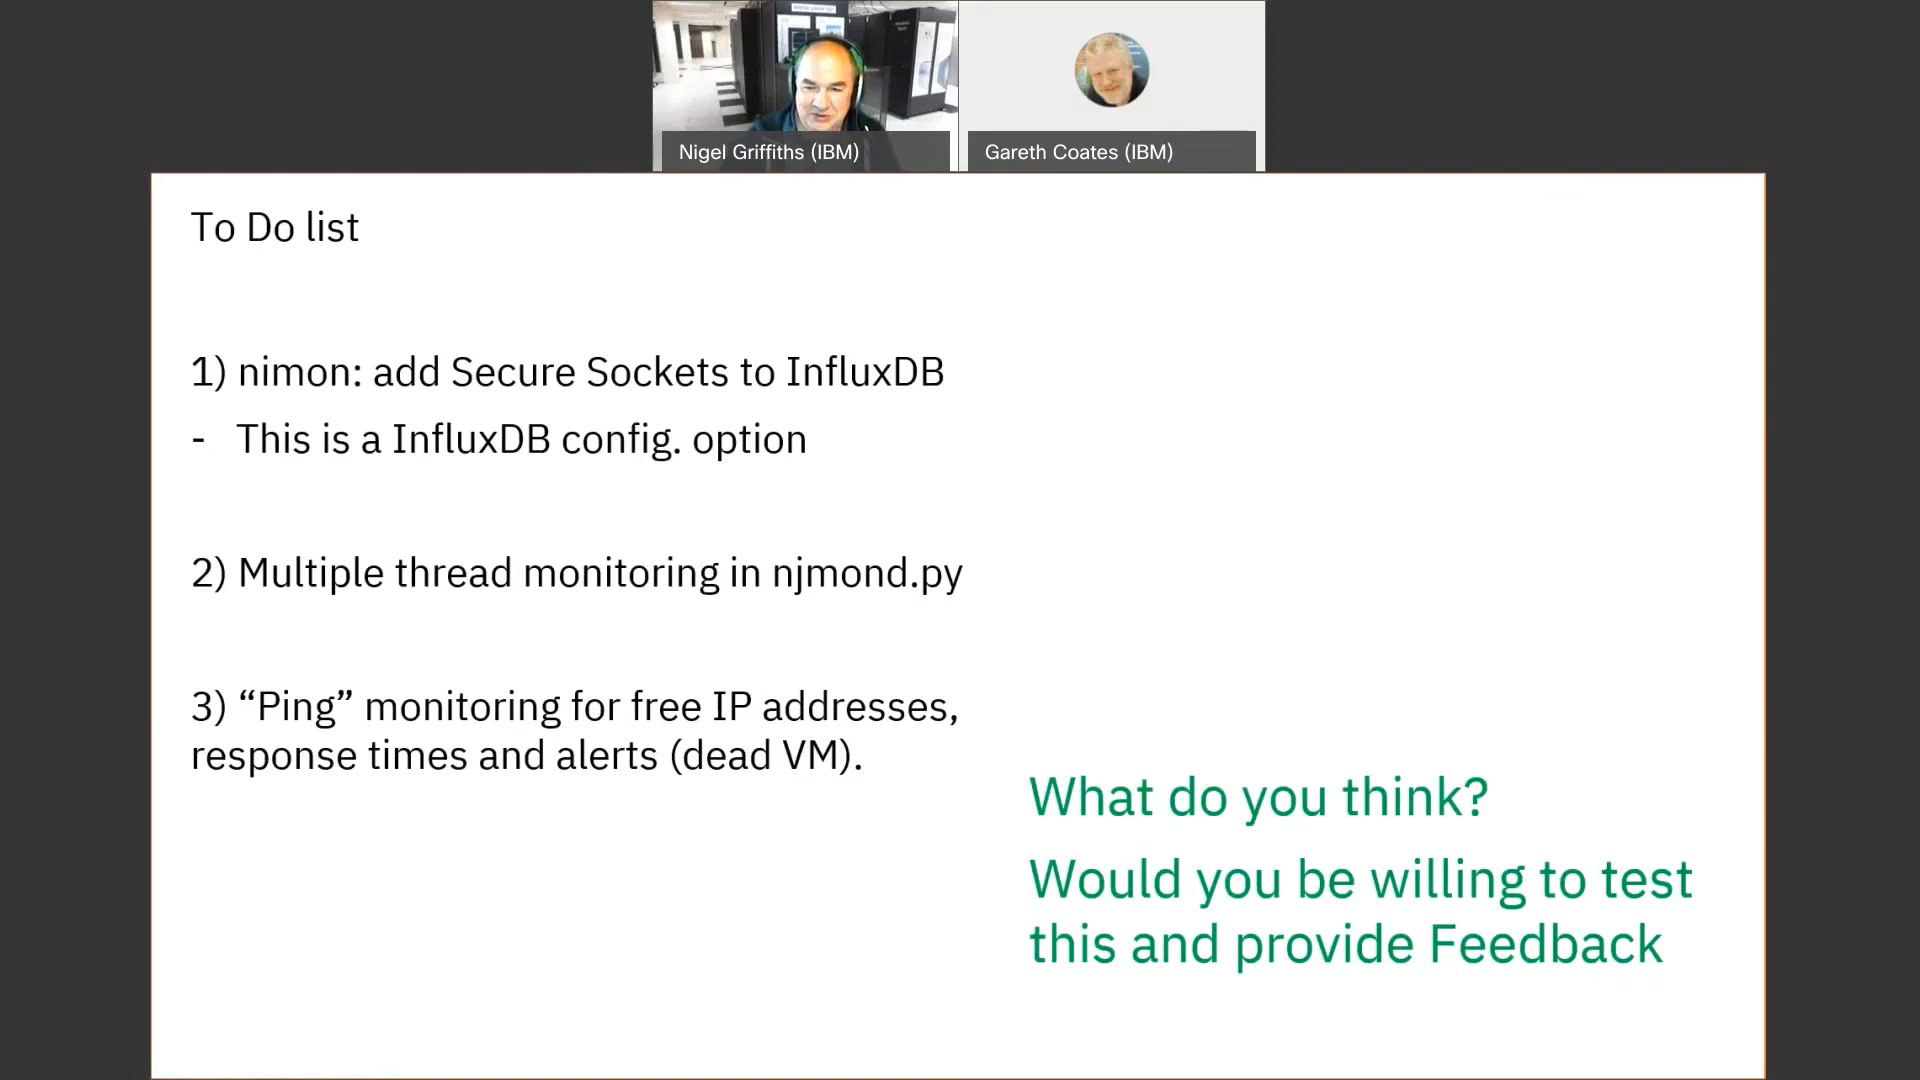 Nigel Griffiths (IBM)
Gareth Coates (IBM)
To Do list
1) nimon: add Secure Sockets to InfluxDB
- This is a InfluxDB config. option
2) Multiple thread monitoring in njmond.py
3) “Ping” monitoring for free IP addresses,
response times and alerts (dead VM).
What do you think?
Would you be willing to test
this and provide Feedback